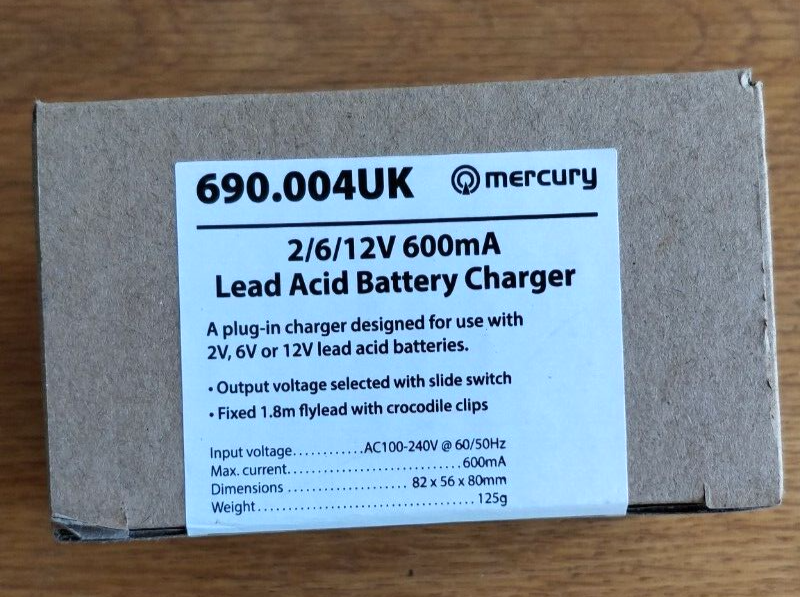 690.004UK mercury
2/6/12V 600mA
Lead Acid Battery Charger
A plug-in charger designed for use with
2V, 6V or 12V lead acid batteries.
• Output voltage selected with slide switch
• Fixed 1.8m flylead with crocodile clips
Input voltage............AC100-240V @ 60/50Hz
Max. current..............................600mA
Dimensions .................... 82 x 56 x 80mm
Weight..................................... 125g